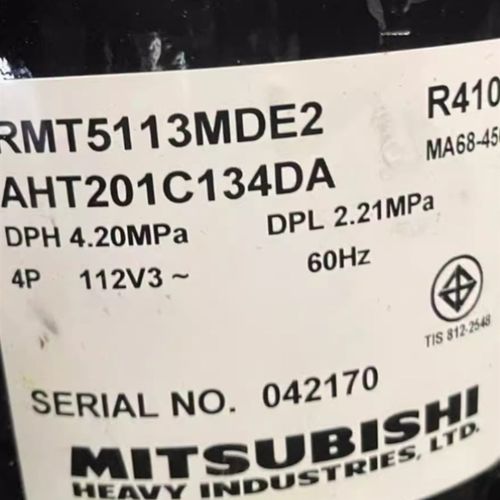 RMT5113MDE2
R410
AHT201C134DA
MA68-450
DPH 4.20MPa
DPL 2.21MPa
4P 112V3 ~
60Hz
TIS 812-2548
SERIAL NO. 042170
MITSUBISHI
HEAVY INDUSTRIES, LTD.